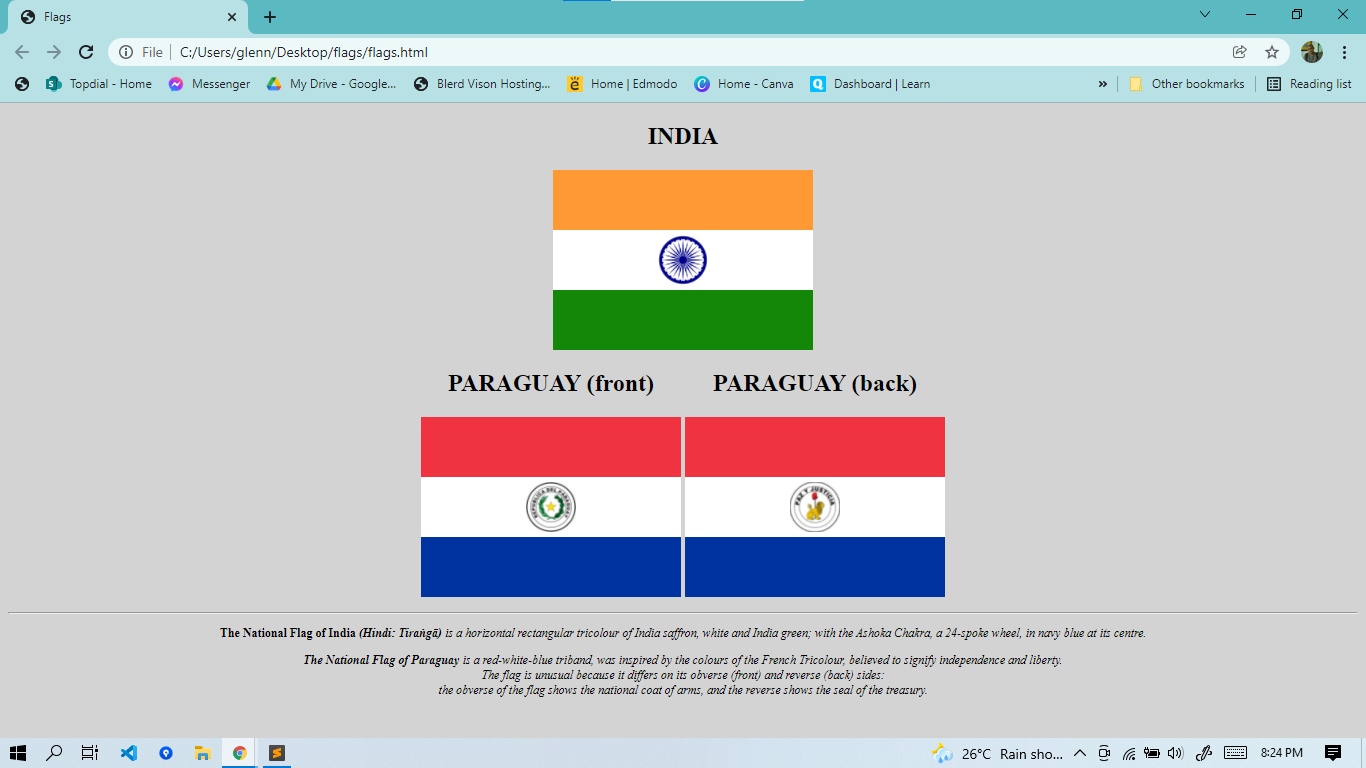 Flags
File
C:/Users/glenn/Desktop/flags/flags.html
Topdial - Home
Messenger
My Drive - Google...
Blerd Vison Hosting...
Home | Edmodo
Home - Canva
Dashboard | Learn
»
Other bookmarks
Reading list
INDIA
PARAGUAY (front)
PARAGUAY (back)
REPUBLICA DEL PARAGUAY
PAZ Y JUSTICIA
The National Flag of India (Hindi: Tiraṅgā) is a horizontal rectangular tricolour of India saffron, white and India green; with the Ashoka Chakra, a 24-spoke wheel, in navy blue at its centre.
The National Flag of Paraguay is a red-white-blue triband, was inspired by the colours of the French Tricolour, believed to signify independence and liberty.
The flag is unusual because it differs on its obverse (front) and reverse (back) sides:
the obverse of the flag shows the national coat of arms, and the reverse shows the seal of the treasury.
26°C Rain sho...
8:24 PM